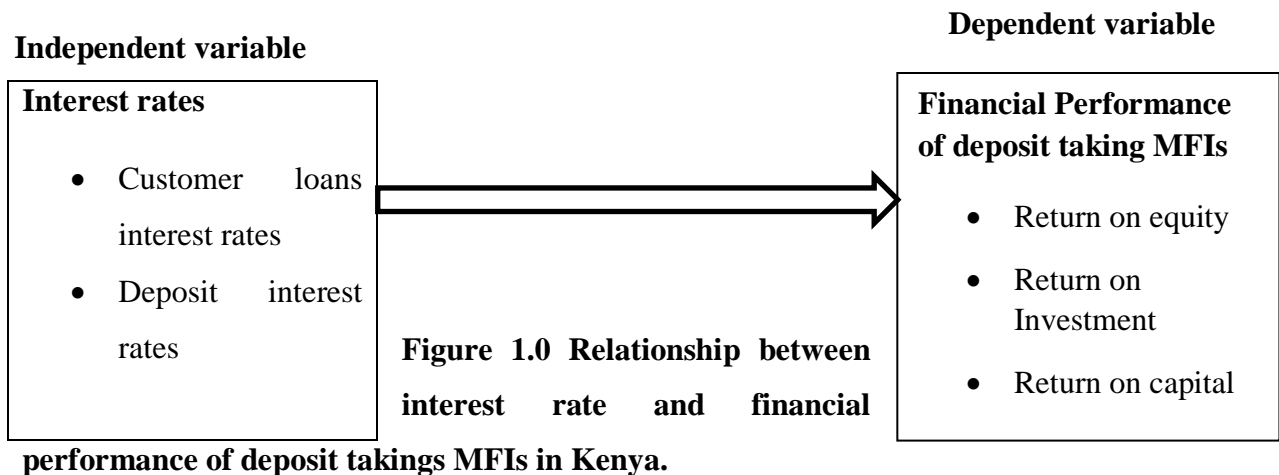 Independent variable
Interest rates
• Customer loans
interest rates
• Deposit interest
rates
Dependent variable
Financial Performance
of deposit taking MFIs
• Return on equity
• Return on
Investment
• Return on capital
Figure 1.0 Relationship between
interest rate and financial
performance of deposit takings MFIs in Kenya.